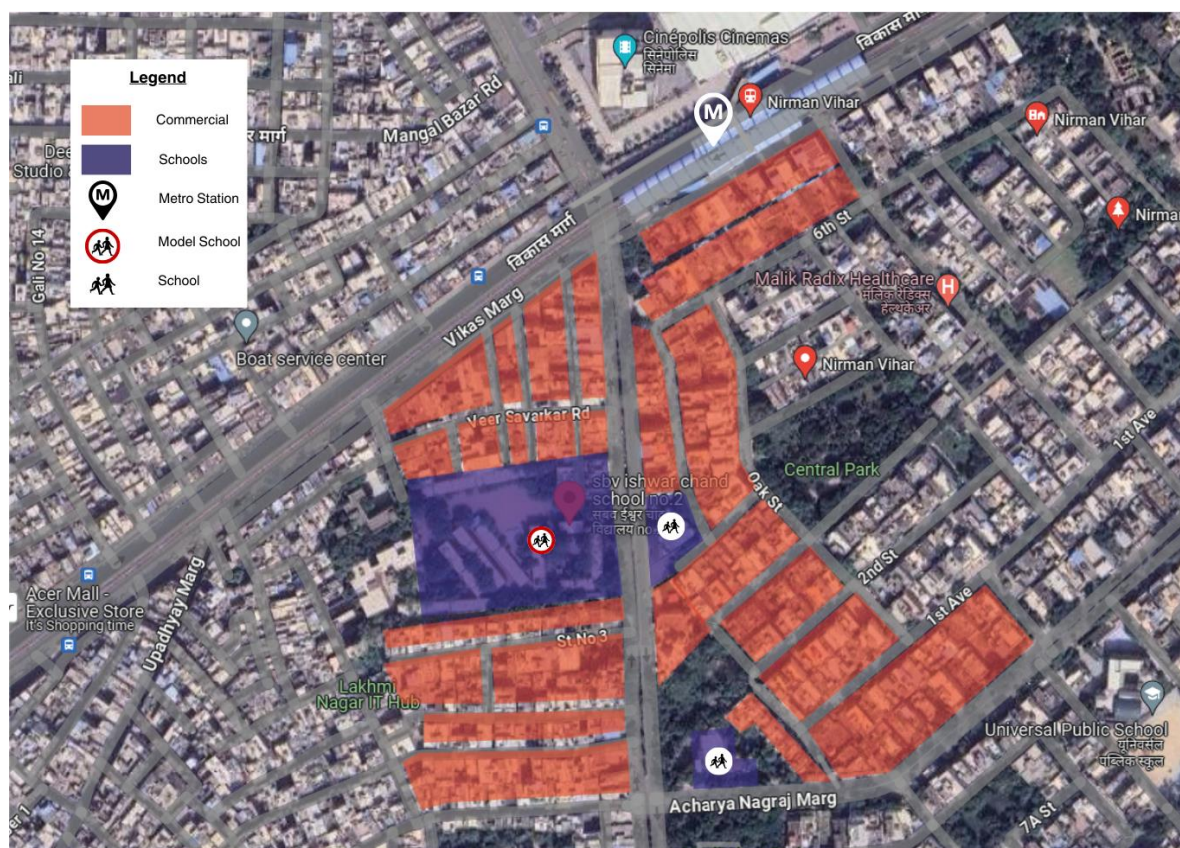 Legend
Commercial
Schools
M
Metro Station
Model School
School
Cinépolis Cinemas
सिनेपोलिस
सिनेमा
विकास मार्ग
M
Nirman Vihar
Nirman Vihar
Mangal Bazar Rd
र मार्ग
Dee
Studio &
Gali No 14
विकास मार्ग
Vikas Marg
6th St
Malik Radix Healthcare
मलिक रेडिक्स
हेल्थकेअर
H
Nirman Vihar
Boat service center
Veer Savarkar Rd
sbv ishwar chand
school no.2
Central Park
Oak St
1st Ave
2nd St
1st Ave
Acer Mall -
Exclusive Store
It's Shopping time
Upadhyay Marg
St No 3
Lakhmi
Nagar IT Hub
Universal Public School
यूनिवर्सल
पब्लिक स्कूल
Acharya Nagraj Marg
7A St